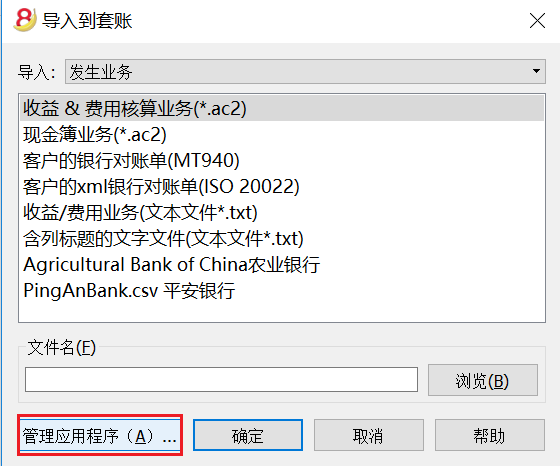 导入到套账
导入: 发生业务
收益 & 费用核算业务(*.ac2)
现金簿业务(*.ac2)
客户的银行对账单(MT940)
客户的xml银行对账单(ISO 20022)
收益/费用业务(文本文件*.txt)
含列标题的文字文件(文本文件*.txt)
Agricultural Bank of China农业银行
PingAnBank.csv 平安银行
文件名(F)
浏览(B)
管理应用程序（A）... 确定 取消 帮助